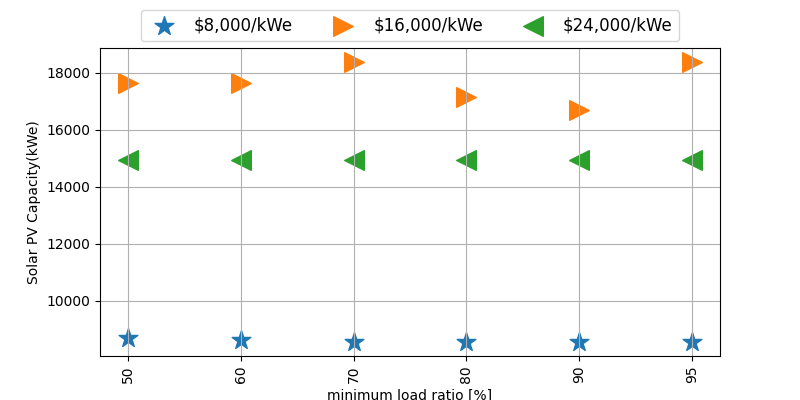 $8,000/kWe $16,000/kWe $24,000/kWe
Solar PV Capacity(kWe)
18000
16000
14000
12000
10000
50 60 70 80 90 95
minimum load ratio [%]